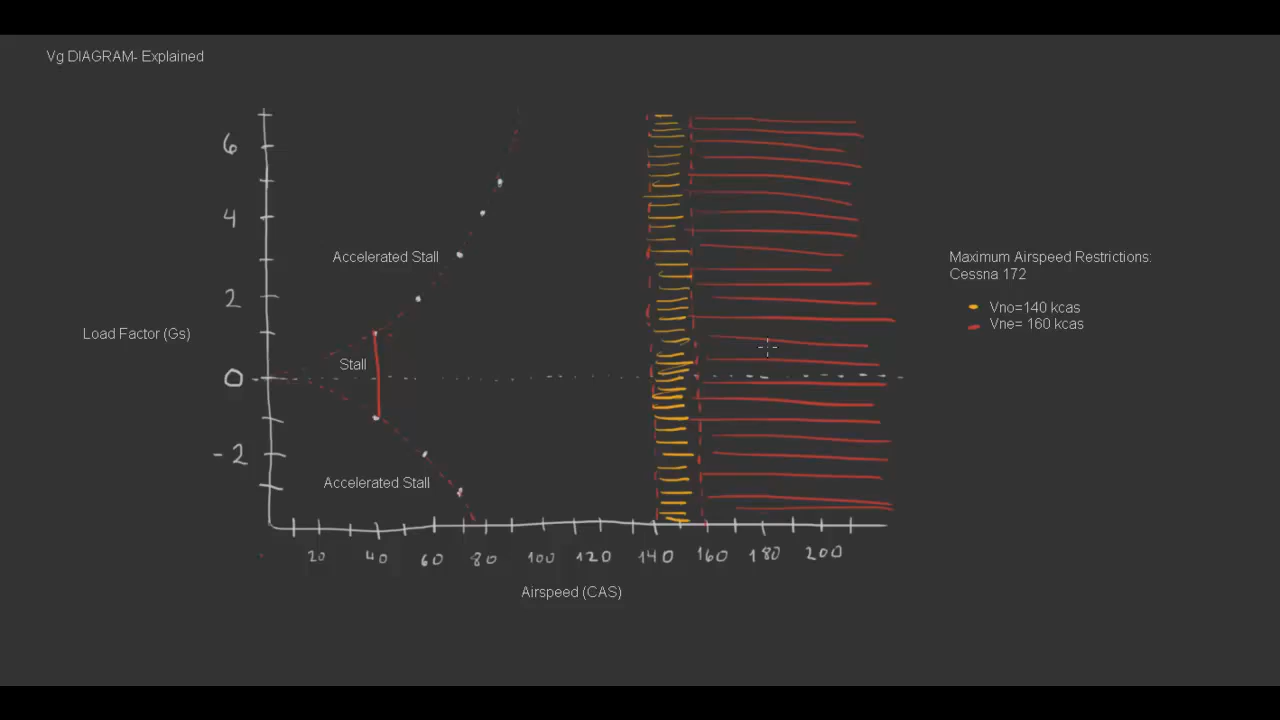 Vg DIAGRAM- Explained
6
4
Accelerated Stall
Maximum Airspeed Restrictions:
Cessna 172
2
Vno=140 kcas
Vne= 160 kcas
Load Factor (Gs)
Stall
0
-2
Accelerated Stall
20 40 60 80 100 120 140 160 180 200
Airspeed (CAS)